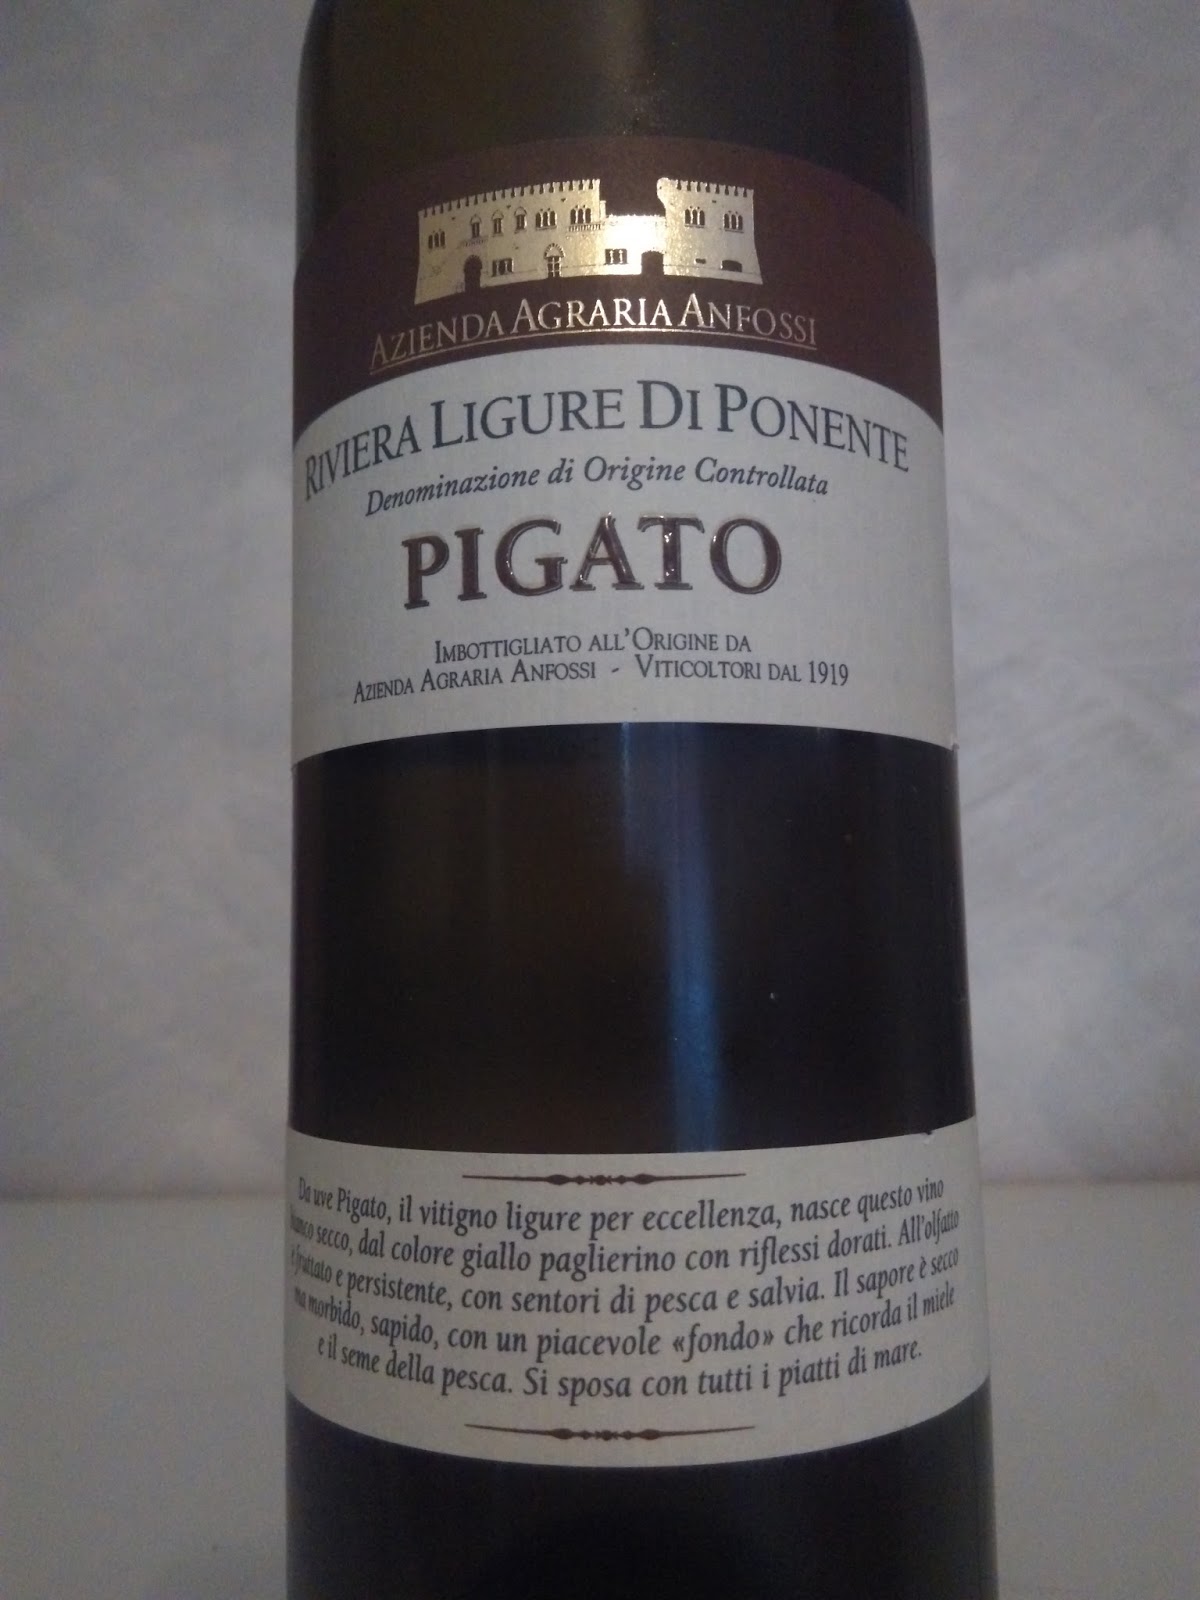 AZIENDA AGRARIA ANFOSSI
RIVIERA LIGURE DI PONENTE
Denominazione di Origine Controllata
PIGATO
IMBOTTIGLIATO ALL'ORIGINE DA
AZIENDA AGRARIA ANFOSSI - VITICOLTORI DAL 1919
Da uve Pigato, il vitigno ligure per eccellenza, nasce questo vino
bianco secco, dal colore giallo paglierino con riflessi dorati. All'olfatto
è fruttato e persistente, con sentori di pesca e salvia. Il sapore è secco
ma morbido, sapido, con un piacevole «fondo» che ricorda il miele
e il seme della pesca. Si sposa con tutti i piatti di mare.